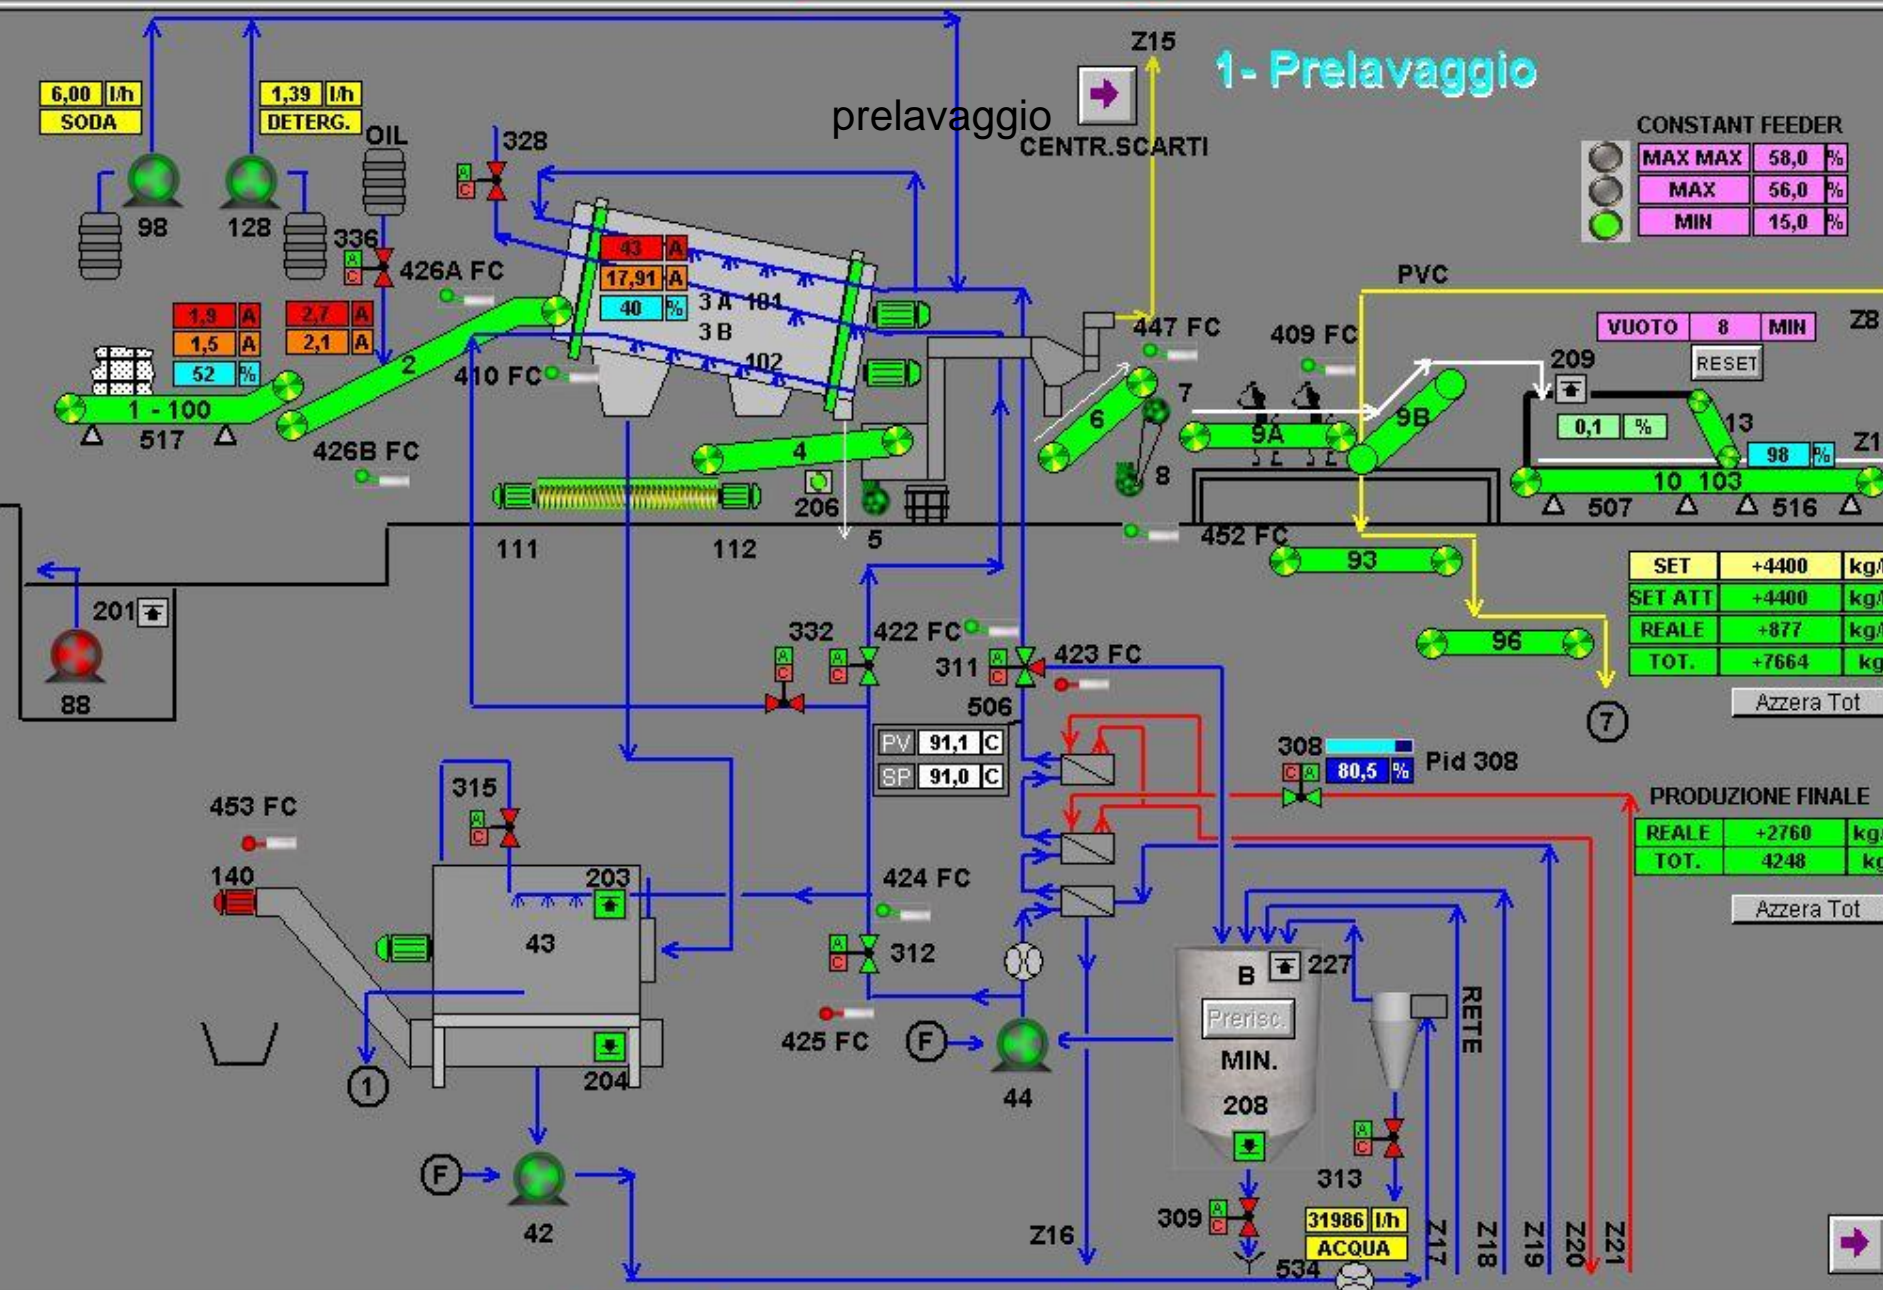 Z15
1- Prelavaggio
prelavaggio
CENTR.SCARTI
6,00 l/h
SODA
1,39 l/h
DETERG.
OIL
98
128
336
328
A
C
A
C
426A FC
CONSTANT FEEDER
MAX MAX 58,0 %
MAX 56,0 %
MIN 15,0 %
PVC
43 A
17,91 A
40 %
3 A 101
3 B
102
1,9 A
1,5 A
52 %
2,7 A
2,1 A
2
1 - 100
517
410 FC
426B FC
447 FC
409 FC
VUOTO 8 MIN
Z8
RESET
209
0,1 %
13
98 %
Z1
10 103
507
516
7
6
8
9A
9B
4
206
5
111
112
452 FC
93
96
7
SET +4400 kg/
SET ATT +4400 kg/
REALE +877 kg/
TOT. +7664 kg
Azzera Tot
201
88
332
422 FC
A
C
A
C
311
A
C
423 FC
506
PV 91,1 C
SP 91,0 C
308
C A
80,5 %
Pid 308
PRODUZIONE FINALE
REALE +2760 kg/
TOT. 4248 kg
Azzera Tot
315
A
C
453 FC
140
203
43
204
1
424 FC
A
C
312
425 FC
F
44
B
227
Prerisc.
MIN.
208
RETE
A
C
313
309
A
C
31986 l/h
ACQUA
534
F
42
Z16
Z17
Z18
Z19
Z20
Z21